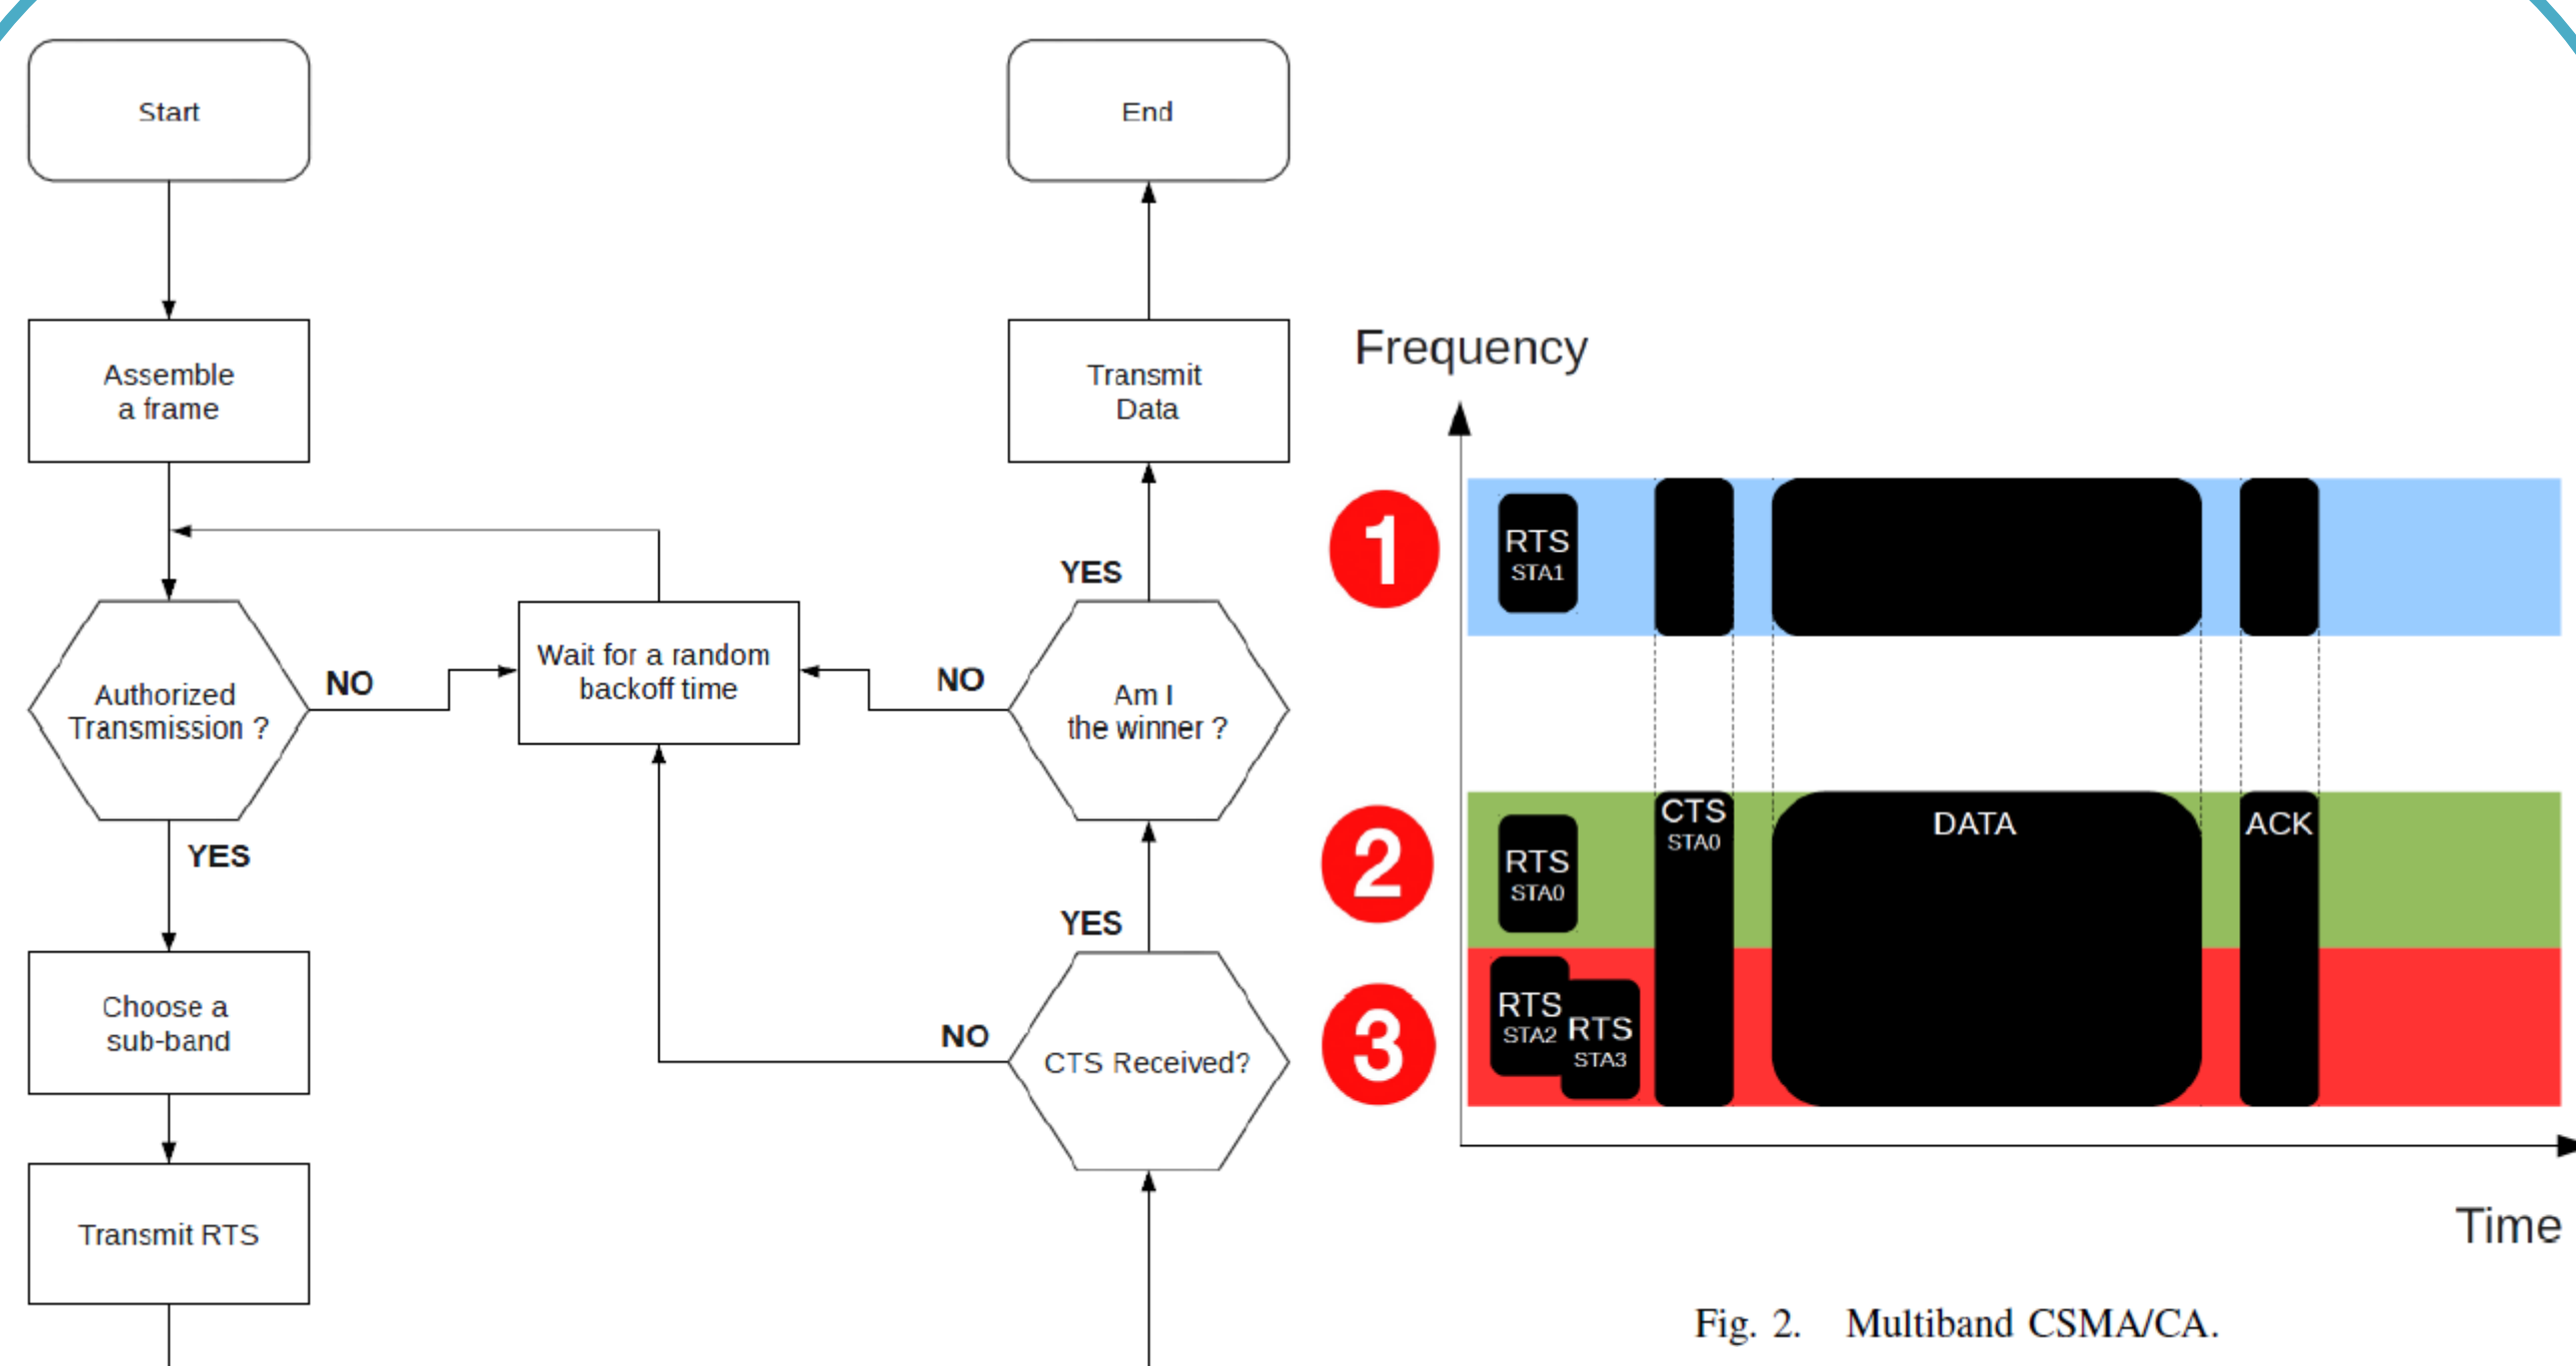 Start
Assemble
a frame
Authorized
Transmission ?
NO
YES
Choose a
sub-band
Transmit RTS
Wait for a random
backoff time
End
Transmit
Data
YES
Am I
the winner ?
NO
YES
CTS Received?
NO
Frequency
1
RTS
STA1
2
RTS
STA0
CTS
STA0
DATA
ACK
3
RTS
STA2
RTS
STA3
Time
Fig. 2. Multiband CSMA/CA.